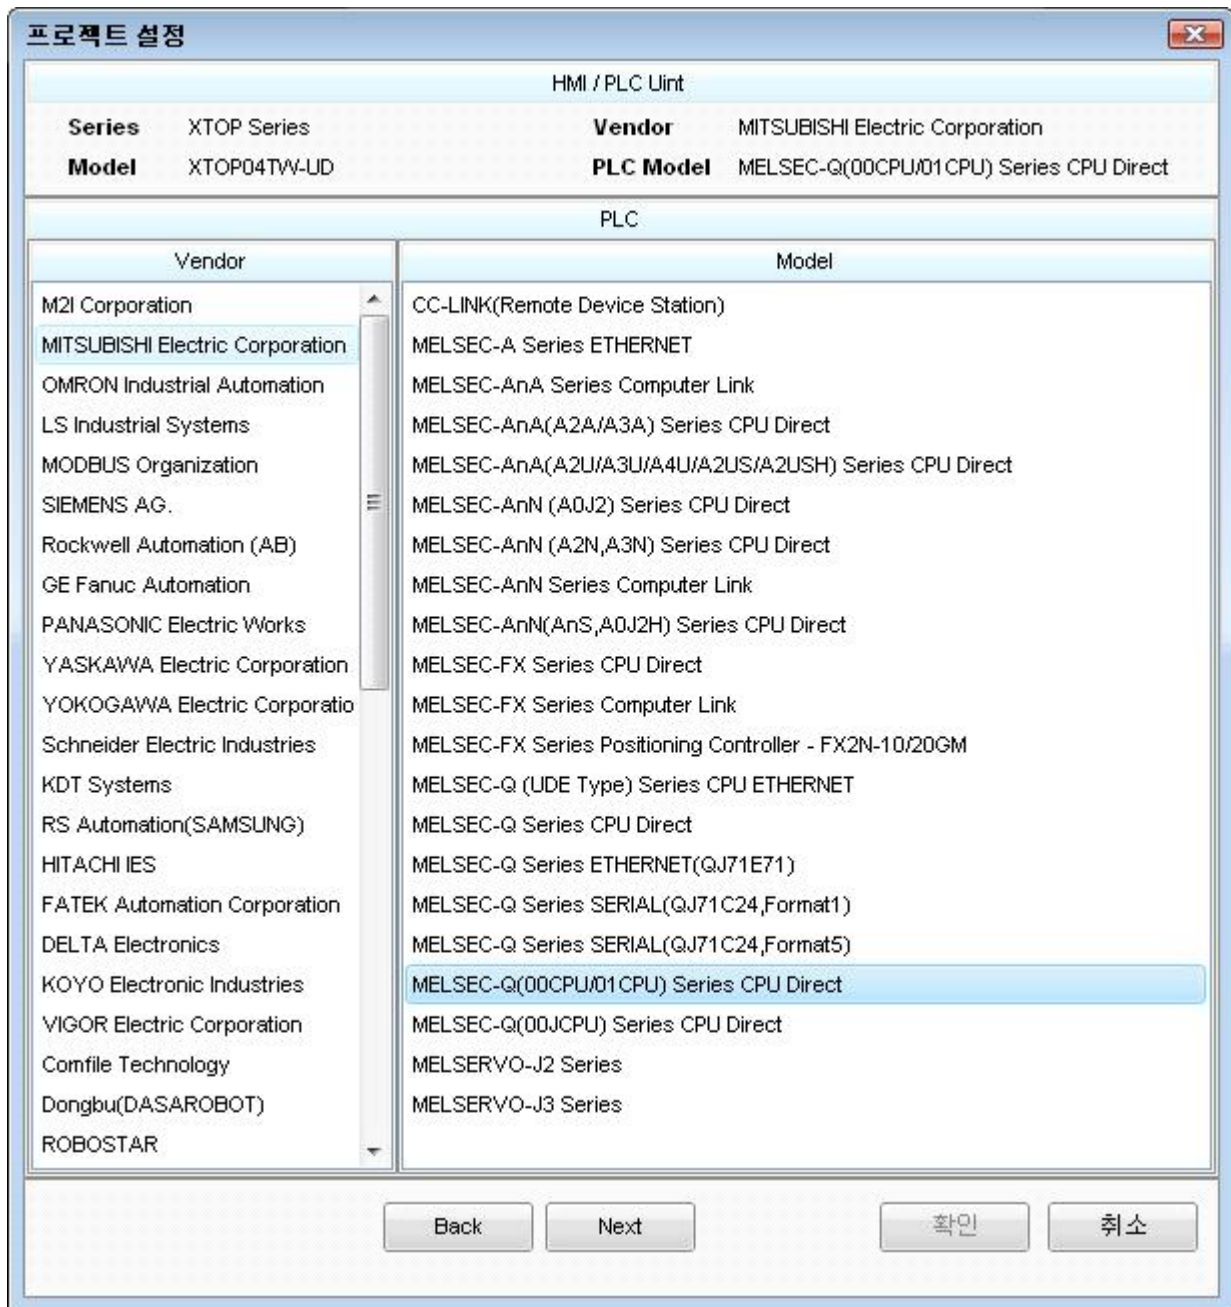 프로젝트 설정
HMI / PLC Uint
Series XTOP Series Vendor MITSUBISHI Electric Corporation
Model XTOP04TW-UD PLC Model MELSEC-Q(00CPU/01CPU) Series CPU Direct
PLC
Vendor
M2I Corporation
MITSUBISHI Electric Corporation
OMRON Industrial Automation
LS Industrial Systems
MODBUS Organization
SIEMENS AG.
Rockwell Automation (AB)
GE Fanuc Automation
PANASONIC Electric Works
YASKAWA Electric Corporation
YOKOGAWA Electric Corporatio
Schneider Electric Industries
KDT Systems
RS Automation(SAMSUNG)
HITACHI IES
FATEK Automation Corporation
DELTA Electronics
KOYO Electronic Industries
VIGOR Electric Corporation
Comfile Technology
Dongbu(DASAROBOT)
ROBOSTAR
Model
CC-LINK(Remote Device Station)
MELSEC-A Series ETHERNET
MELSEC-AnA Series Computer Link
MELSEC-AnA(A2A/A3A) Series CPU Direct
MELSEC-AnA(A2U/A3U/A4U/A2US/A2USH) Series CPU Direct
MELSEC-AnN (A0J2) Series CPU Direct
MELSEC-AnN (A2N,A3N) Series CPU Direct
MELSEC-AnN Series Computer Link
MELSEC-AnN(AnS,A0J2H) Series CPU Direct
MELSEC-FX Series CPU Direct
MELSEC-FX Series Computer Link
MELSEC-FX Series Positioning Controller - FX2N-10/20GM
MELSEC-Q (UDE Type) Series CPU ETHERNET
MELSEC-Q Series CPU Direct
MELSEC-Q Series ETHERNET(QJ71E71)
MELSEC-Q Series SERIAL(QJ71C24,Format1)
MELSEC-Q Series SERIAL(QJ71C24,Format5)
MELSEC-Q(00CPU/01CPU) Series CPU Direct
MELSEC-Q(00JCPU) Series CPU Direct
MELSERVO-J2 Series
MELSERVO-J3 Series
Back Next 확인 취소